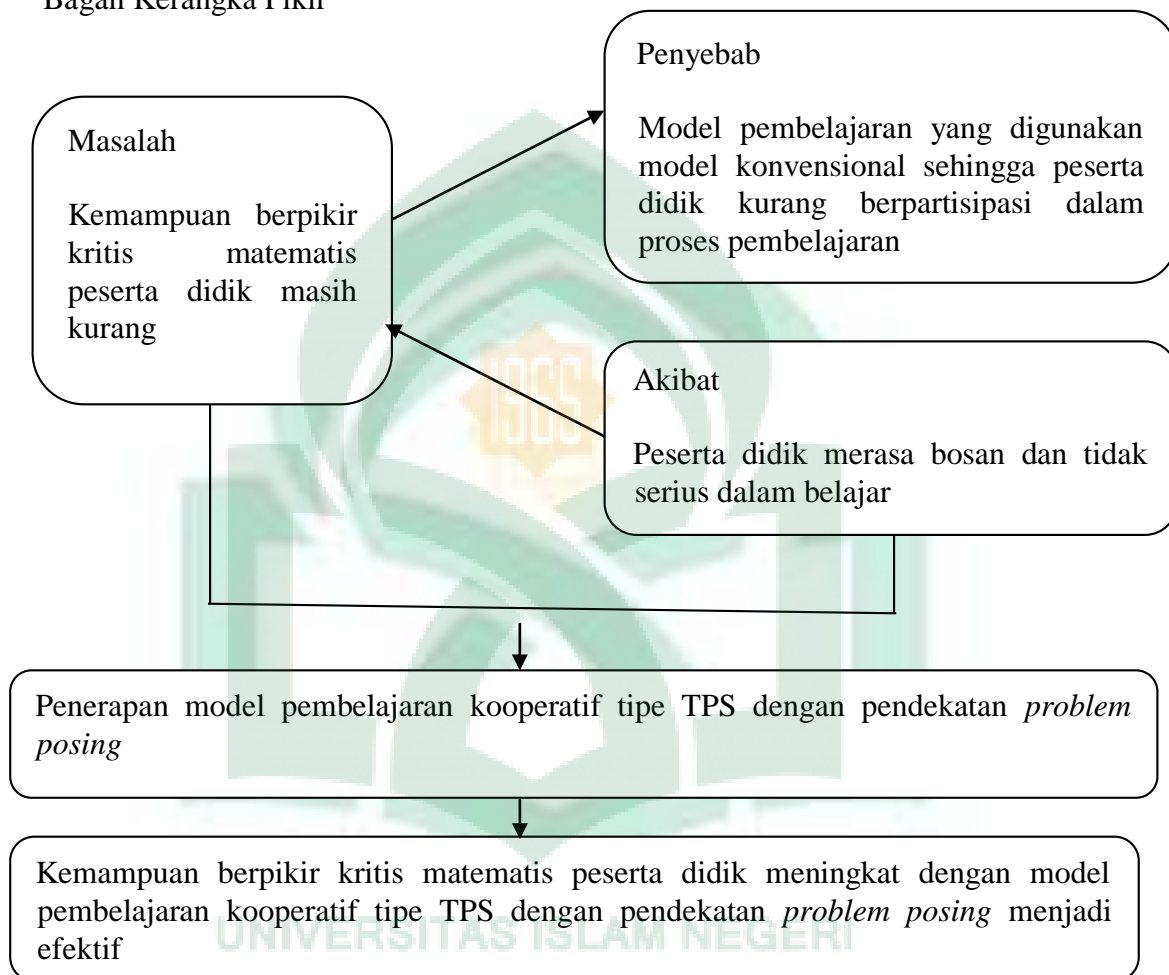 Bagan Kerangka Pikir
Penyebab
Model pembelajaran yang digunakan
model konvensional sehingga peserta
didik kurang berpartisipasi dalam
proses pembelajaran
Masalah
Kemampuan berpikir
kritis matematis
peserta didik masih
kurang
Akibat
Peserta didik merasa bosan dan tidak
serius dalam belajar
Penerapan model pembelajaran kooperatif tipe TPS dengan pendekatan problem
posing
Kemampuan berpikir kritis matematis peserta didik meningkat dengan model
pembelajaran kooperatif tipe TPS dengan pendekatan problem posing menjadi
efektif
UNIVERSITAS ISLAM NEGERI